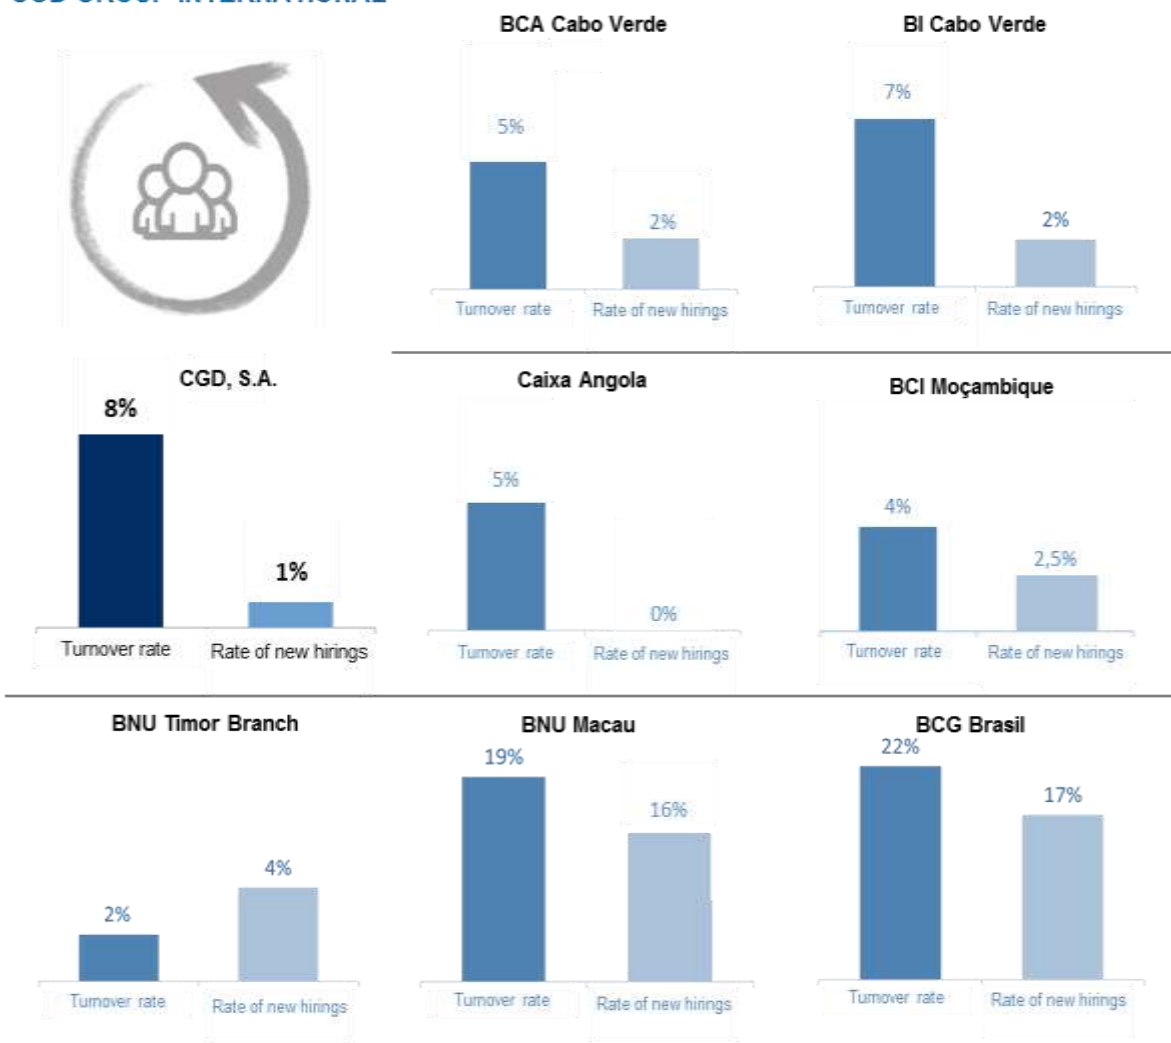 BCA Cabo Verde
5%
2%
Turnover rate
Rate of new hirings
BI Cabo Verde
7%
2%
Turnover rate
Rate of new hirings
CGD, S.A.
8%
1%
Turnover rate
Rate of new hirings
Caixa Angola
5%
0%
Turnover rate
Rate of new hirings
BCI Moçambique
4%
2,5%
Turnover rate
Rate of new hirings
BNU Timor Branch
2%
4%
Turnover rate
Rate of new hirings
BNU Macau
19%
16%
Turnover rate
Rate of new hirings
BCG Brasil
22%
17%
Turnover rate
Rate of new hirings